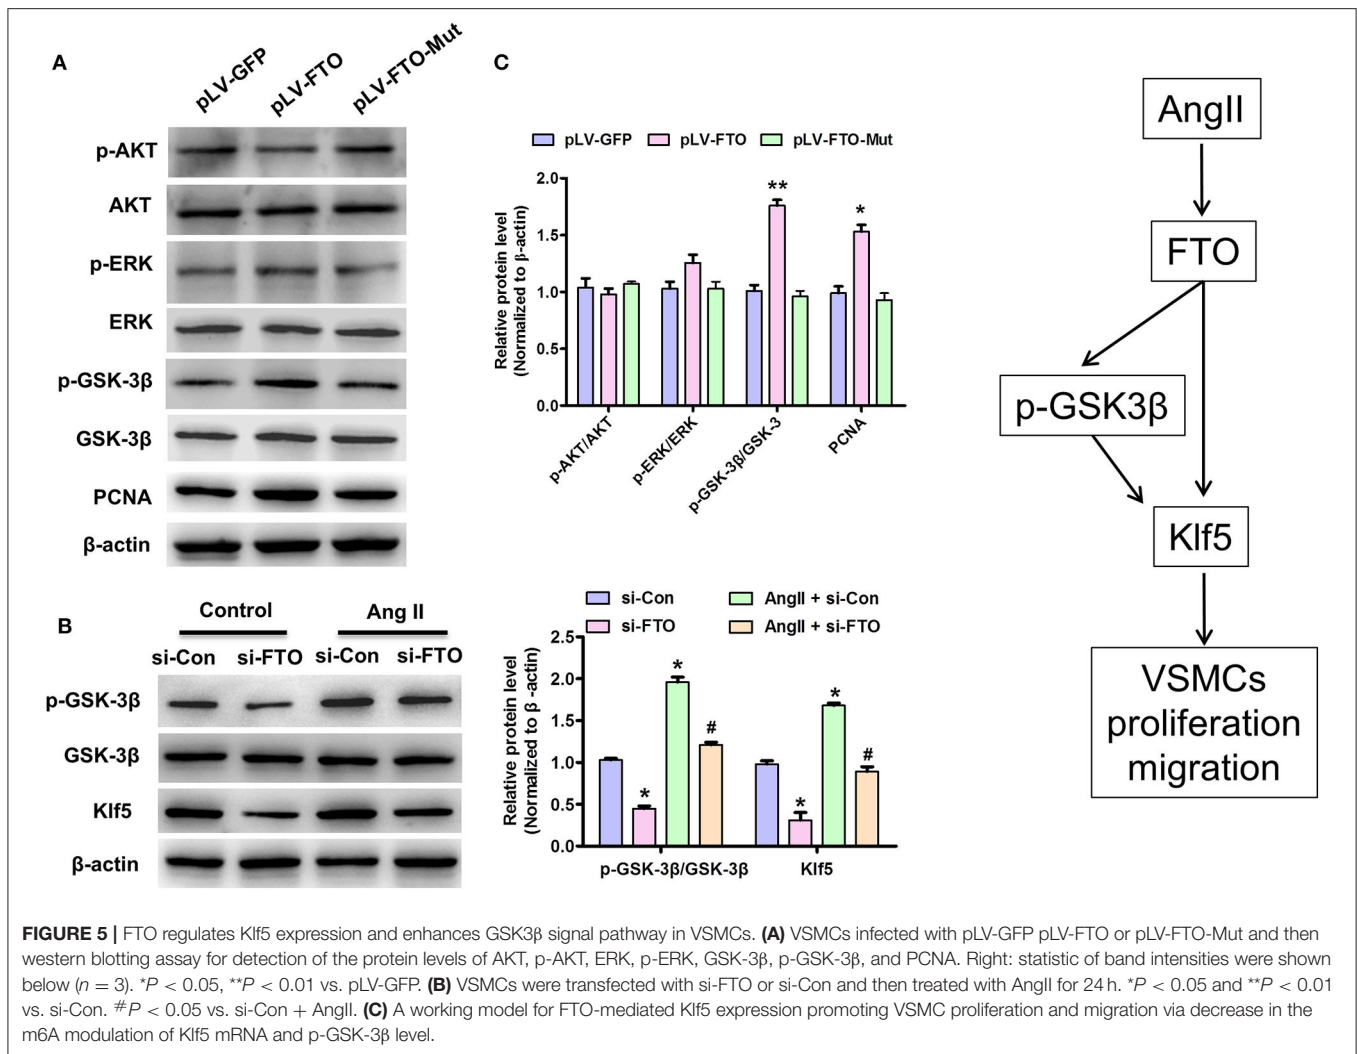 A
pLV-GFP
pLV-FTO
pLV-FTO-Mut
p-AKT
AKT
p-ERK
ERK
p-GSK-3β
GSK-3β
PCNA
β-actin
C
pLV-GFP pLV-FTO pLV-FTO-Mut
Relative protein level
(Normalized to β-actin)
2.0
1.5
1.0
0.5
0.0
**
*
p-AKT/AKT
p-ERK/ERK
p-GSK-3β/GSK-3
PCNA
AngII
FTO
p-GSK3β
Klf5
VSMCs
proliferation
migration
B
Control Ang II
si-Con si-FTO si-Con si-FTO
p-GSK-3β
GSK-3β
Klf5
β-actin
si-Con AngII + si-Con
si-FTO AngII + si-FTO
Relative protein level
(Normalized to β -actin)
2.5
2.0
1.5
1.0
0.5
0.0
*
*
#
*
*
#
p-GSK-3β/GSK-3β Klf5
FIGURE 5 | FTO regulates Klf5 expression and enhances GSK3β signal pathway in VSMCs. (A) VSMCs infected with pLV-GFP pLV-FTO or pLV-FTO-Mut and then
western blotting assay for detection of the protein levels of AKT, p-AKT, ERK, p-ERK, GSK-3β, p-GSK-3β, and PCNA. Right: statistic of band intensities were shown
below (n = 3). *P < 0.05, **P < 0.01 vs. pLV-GFP. (B) VSMCs were transfected with si-FTO or si-Con and then treated with AngII for 24 h. *P < 0.05 and **P < 0.01
vs. si-Con. #P < 0.05 vs. si-Con + AngII. (C) A working model for FTO-mediated Klf5 expression promoting VSMC proliferation and migration via decrease in the
m6A modulation of Klf5 mRNA and p-GSK-3β level.